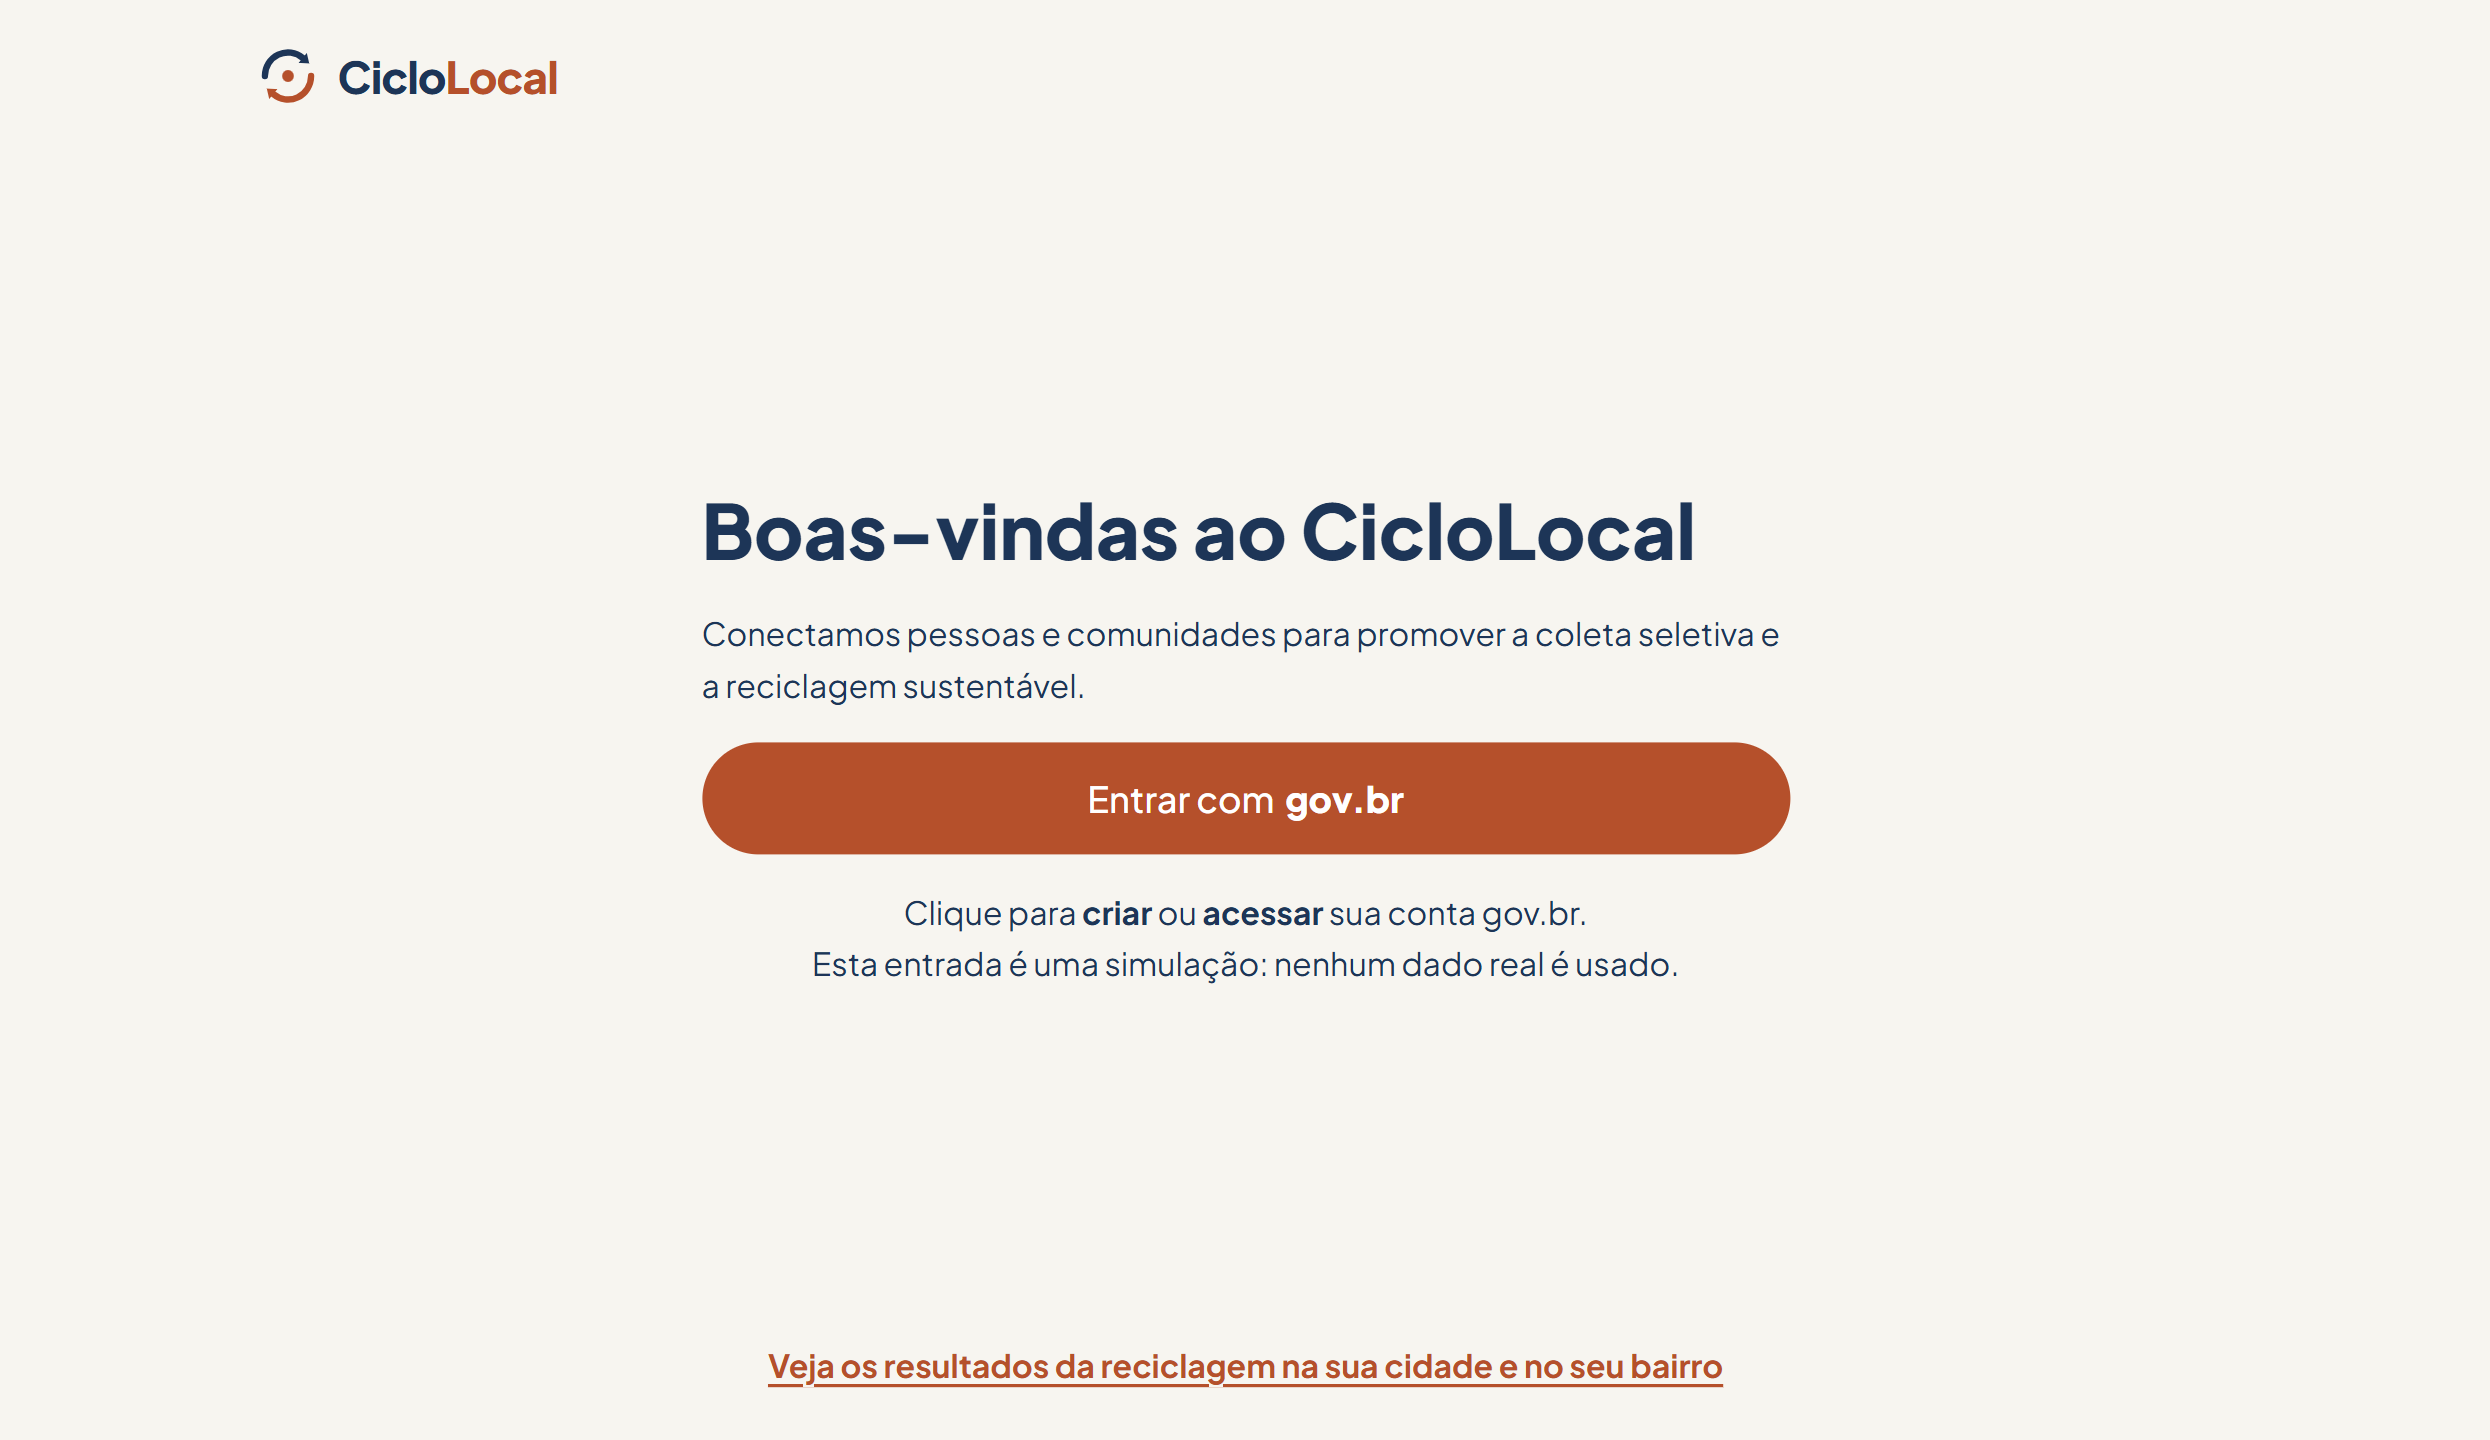 CicloLocal
Boas-vindas ao CicloLocal
Conectamos pessoas e comunidades para promover a coleta seletiva e
a reciclagem sustentável.
Entrar com gov.br
Clique para criar ou acessar sua conta gov.br.
Esta entrada é uma simulação: nenhum dado real é usado.
Veja os resultados da reciclagem na sua cidade e no seu bairro